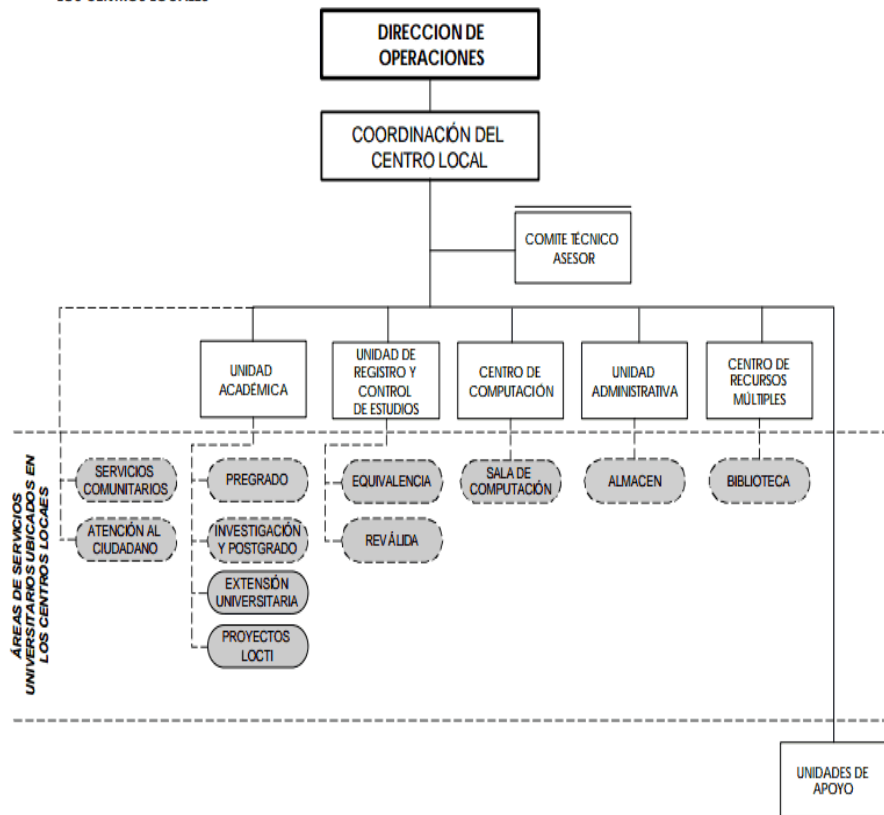 DIRECCION DE
OPERACIONES
COORDINACIÓN DEL
CENTRO LOCAL
COMITE TÉCNICO
ASESOR
UNIDAD
ACADÉMICA
UNIDAD DE
REGISTRO Y
CONTROL
DE ESTUDIOS
CENTRO DE
COMPUTACIÓN
UNIDAD
ADMINISTRATIVA
CENTRO DE
RECURSOS
MÚLTIPLES
ÁREAS DE SERVICIOS
UNIVERSITARIOS UBICADOS EN
LOS CENTROS LOCAES
SERVICIOS
COMUNITARIOS
ATENCIÓN AL
CIUDADANO
PREGRADO
INVESTIGACIÓN
Y POSTGRADO
EXTENSIÓN
UNIVERSITARIA
PROYECTOS
LOCTI
EQUIVALENCIA
REVÁLIDA
SALA DE
COMPUTACIÓN
ALMACEN
BIBLIOTECA
UNIDADES DE
APOYO